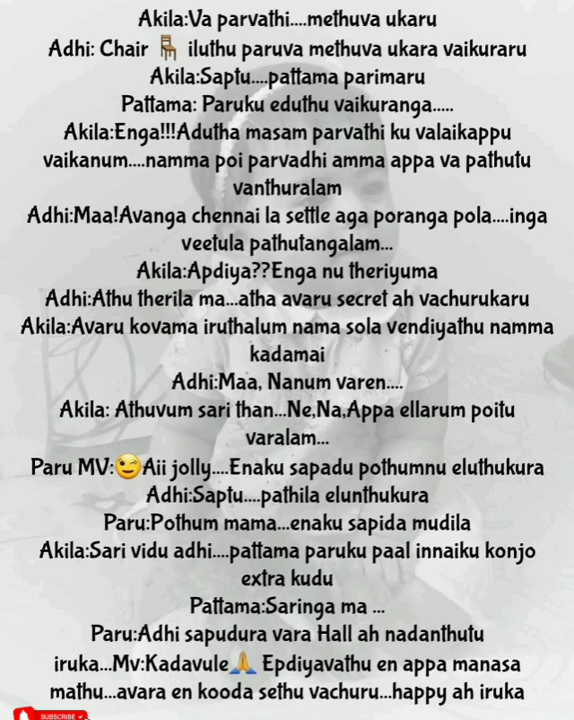 Akila:Va parvathi....methuva ukaru
Adhi: Chair 🪑 iluthu paruva methuva ukara vaikuraru
Akila:Saptu....pattama parimaru
Pattama: Paruku eduthu vaikuranga.....
Akila:Enga!!!Adutha masam parvathi ku valaikappu
vaikanum....namma poi parvadhi amma appa va pathutu
vanthuralam
Adhi:Maa!Avanga chennai la settle aga poranga pola....inga
veetula pathutangalam...
Akila:Apdiya??Enga nu theriyuma
Adhi:Athu therila ma...atha avaru secret ah vachurukaru
Akila:Avaru kovama iruthalum nama sola vendiyathu namma
kadamai
Adhi:Maa, Nanum varen....
Akila: Athuvum sari than...Ne,Na,Appa ellarum poitu
varalam...
Paru MV:😉Aii jolly....Enaku sapadu pothumnu eluthukura
Adhi:Saptu....pathila elunthukura
Paru:Pothum mama...enaku sapida mudila
Akila:Sari vidu adhi....pattama paruku paal innaiku konjo
extra kudu
Pattama:Saringa ma ...
Paru:Adhi sapudura vara Hall ah nadanthutu
iruka...Mv:Kadavule🙏 Epdiyavathu en appa manasa
mathu...avara en kooda sethu vachuru...happy ah iruka
SUBSCRIBE